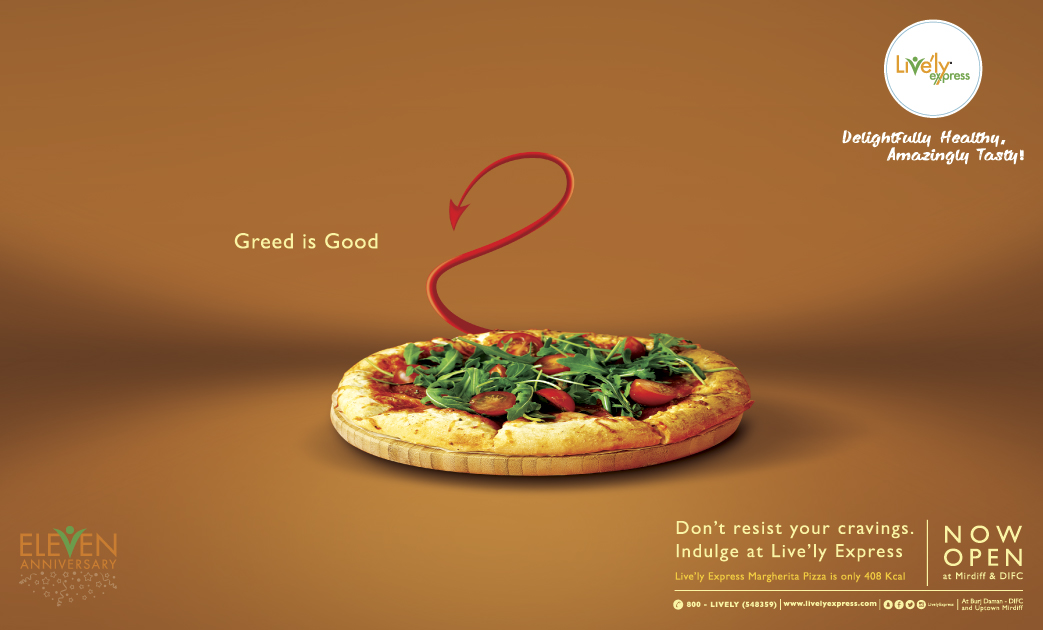 Live'ly
express
Delightfully Healthy,
Amazingly Tasty!
Greed is Good
ELEVEN
ANNIVERSARY
Don't resist your cravings.
Indulge at Live'ly Express
Live'ly Express Margherita Pizza is only 408 Kcal
NOW
OPEN
at Mirdiff & DIFC
800 - LIVELY (548359) | www.livelyexpress.com | LivelyExpress | At Burj Daman - DIFC
and Uptown Mirdiff